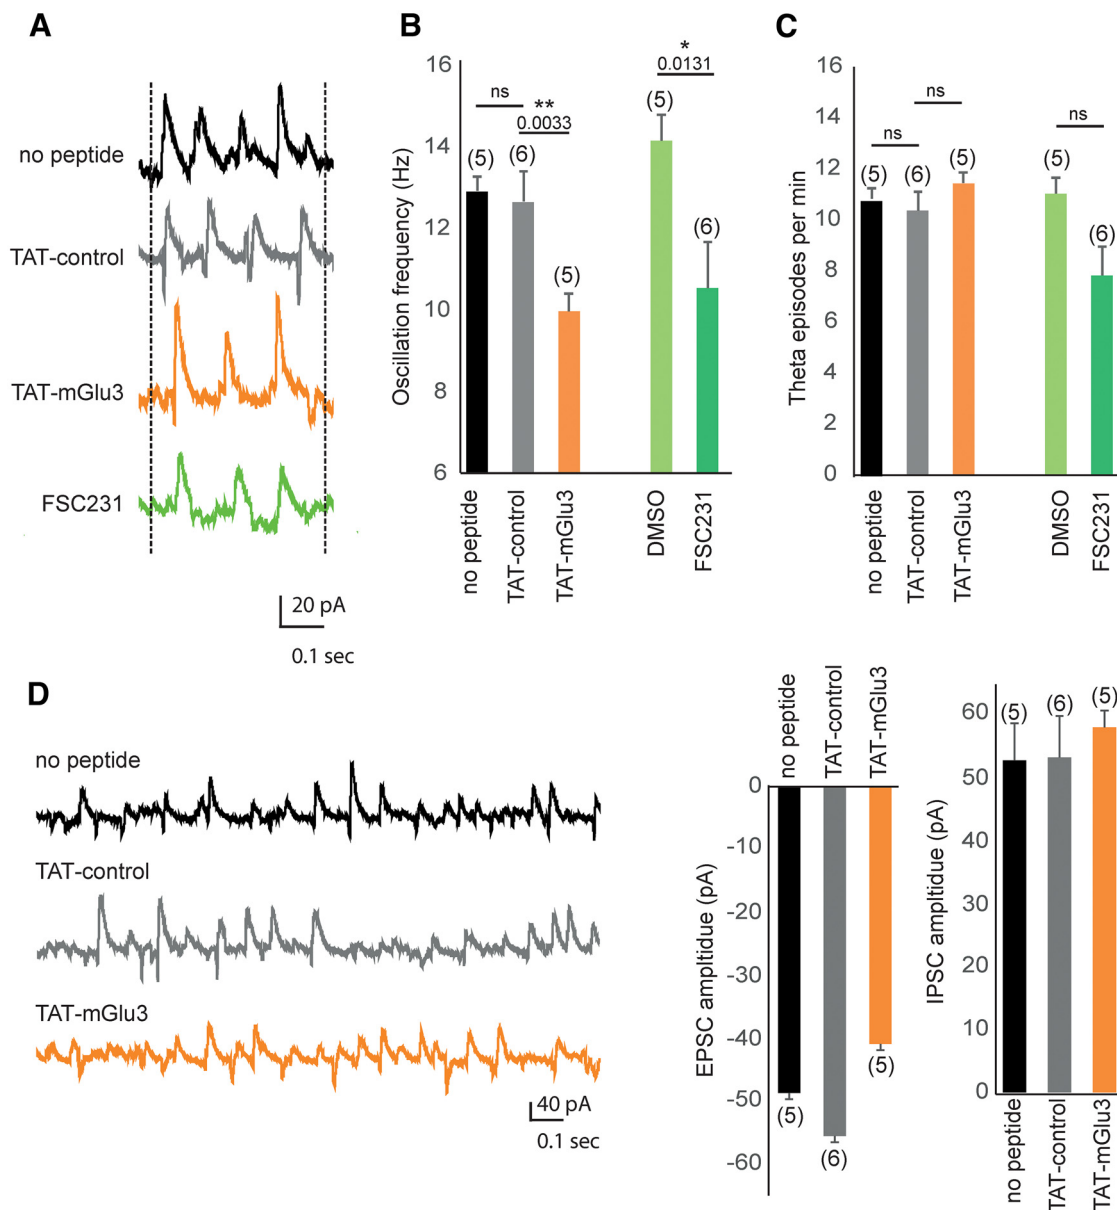 A
no peptide
TAT-control
TAT-mGlu3
FSC231
20 pA
0.1 sec
B
Oscillation frequency (Hz)
16
14
12
10
8
6
ns
**
0.0033
*
0.0131
(5)
(6)
(5)
(5)
(6)
no peptide
TAT-control
TAT-mGlu3
DMSO
FSC231
C
Theta episodes per min
16
14
12
10
8
6
4
2
0
ns
ns
ns
(5)
(6)
(5)
(5)
(6)
no peptide
TAT-control
TAT-mGlu3
DMSO
FSC231
D
no peptide
TAT-control
TAT-mGlu3
40 pA
0.1 sec
no peptide
TAT-control
TAT-mGlu3
EPSC ampltidue (pA)
0
-10
-20
-30
-40
-50
-60
(5)
(6)
(5)
IPSC ampltidue (pA)
60
50
40
30
20
10
0
(5)
(6)
(5)
no peptide
TAT-control
TAT-mGlu3